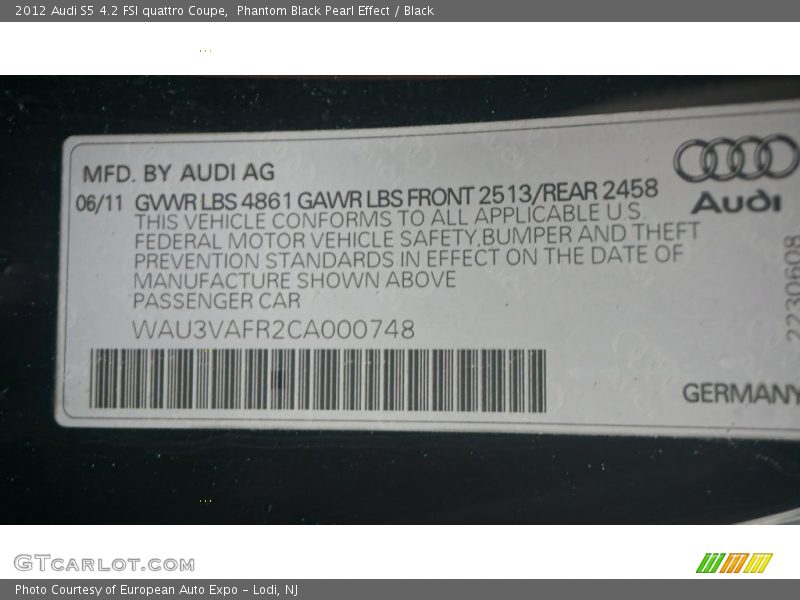 2012 Audi S5 4.2 FSI quattro Coupe,  Phantom Black Pearl Effect / Black
MFD. BY AUDI AG
06/11 GVWR LBS 4861 GAWR LBS FRONT 2513/REAR 2458
THIS VEHICLE CONFORMS TO ALL APPLICABLE U.S.
FEDERAL MOTOR VEHICLE SAFETY,BUMPER AND THEFT
PREVENTION STANDARDS IN EFFECT ON THE DATE OF
MANUFACTURE SHOWN ABOVE
PASSENGER CAR
WAU3VAFR2CA000748
Audi
2230608
GERMANY
GTCARLOT.COM
Photo Courtesy of European Auto Expo - Lodi, NJ